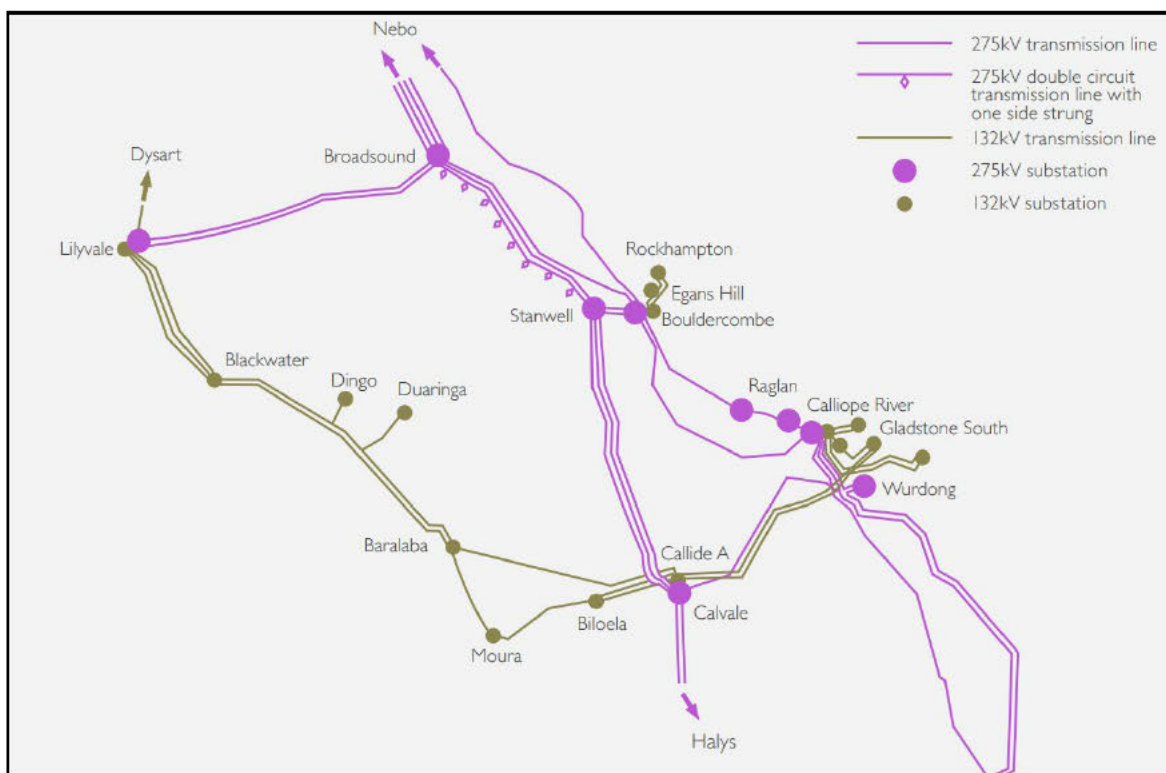 Nebo
275kV transmission line
275kV double circuit
transmission line with
one side strung
132kV transmission line
275kV substation
132kV substation
Broadsound
Dysart
Lilyvale
Rockhampton
Egans Hill
Stanwell
Bouldercombe
Blackwater
Dingo
Duaringa
Raglan
Calliope River
Gladstone South
Wurdong
Baralaba
Callide A
Biloela
Calvale
Moura
Halys